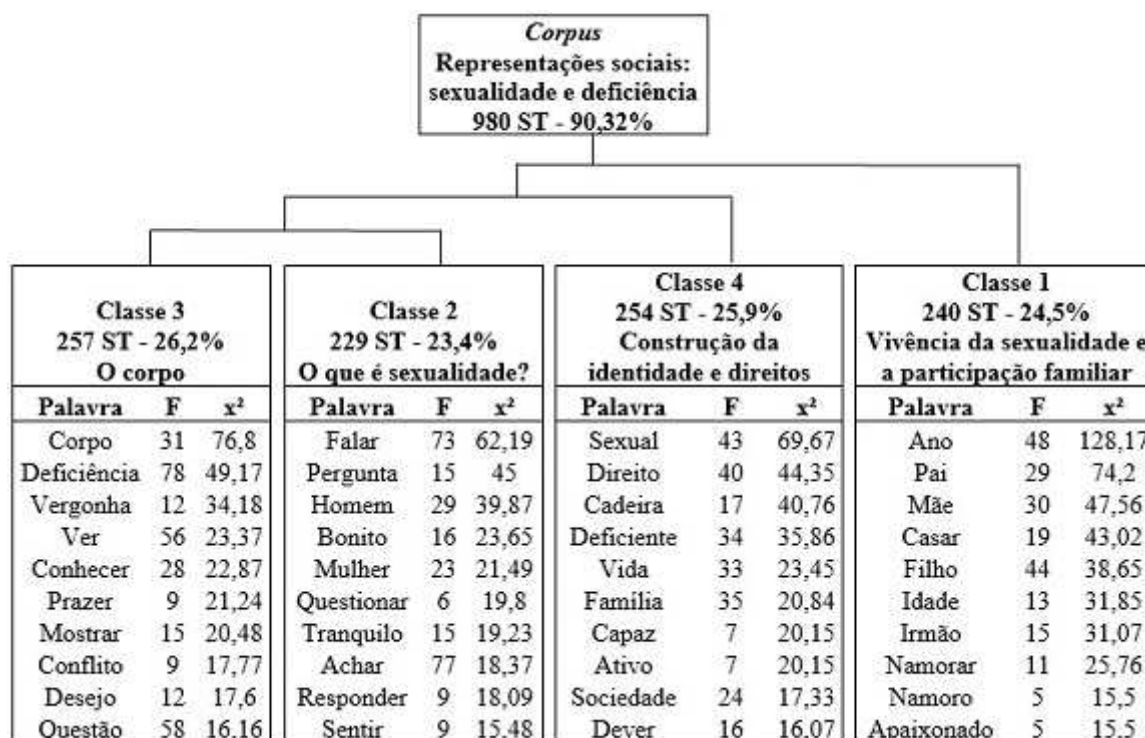 Corpus
Representações sociais:
sexualidade e deficiência
980 ST - 90,32%
Classe 3
257 ST - 26,2%
O corpo
Palavra F x²
Corpo 31 76,8
Deficiência 78 49,17
Vergonha 12 34,18
Ver 56 23,37
Conhecer 28 22,87
Prazer 9 21,24
Mostrar 15 20,48
Conflito 9 17,77
Desejo 12 17,6
Questão 58 16,16
Classe 2
229 ST - 23,4%
O que é sexualidade?
Palavra F x²
Falar 73 62,19
Pergunta 15 45
Homem 29 39,87
Bonito 16 23,65
Mulher 23 21,49
Questionar 6 19,8
Tranquilo 15 19,23
Achar 77 18,37
Responder 9 18,09
Sentir 9 15,48
Classe 4
254 ST - 25,9%
Construção da
identidade e direitos
Palavra F x²
Sexual 43 69,67
Direito 40 44,35
Cadeira 17 40,76
Deficiente 34 35,86
Vida 33 23,45
Família 35 20,84
Capaz 7 20,15
Ativo 7 20,15
Sociedade 24 17,33
Dever 16 16,07
Classe 1
240 ST - 24,5%
Vivência da sexualidade e
a participação familiar
Palavra F x²
Ano 48 128,17
Pai 29 74,2
Mãe 30 47,56
Casar 19 43,02
Filho 44 38,65
Idade 13 31,85
Irmão 15 31,07
Namorar 11 25,76
Namoro 5 15,5
Apaixonado 5 15,5